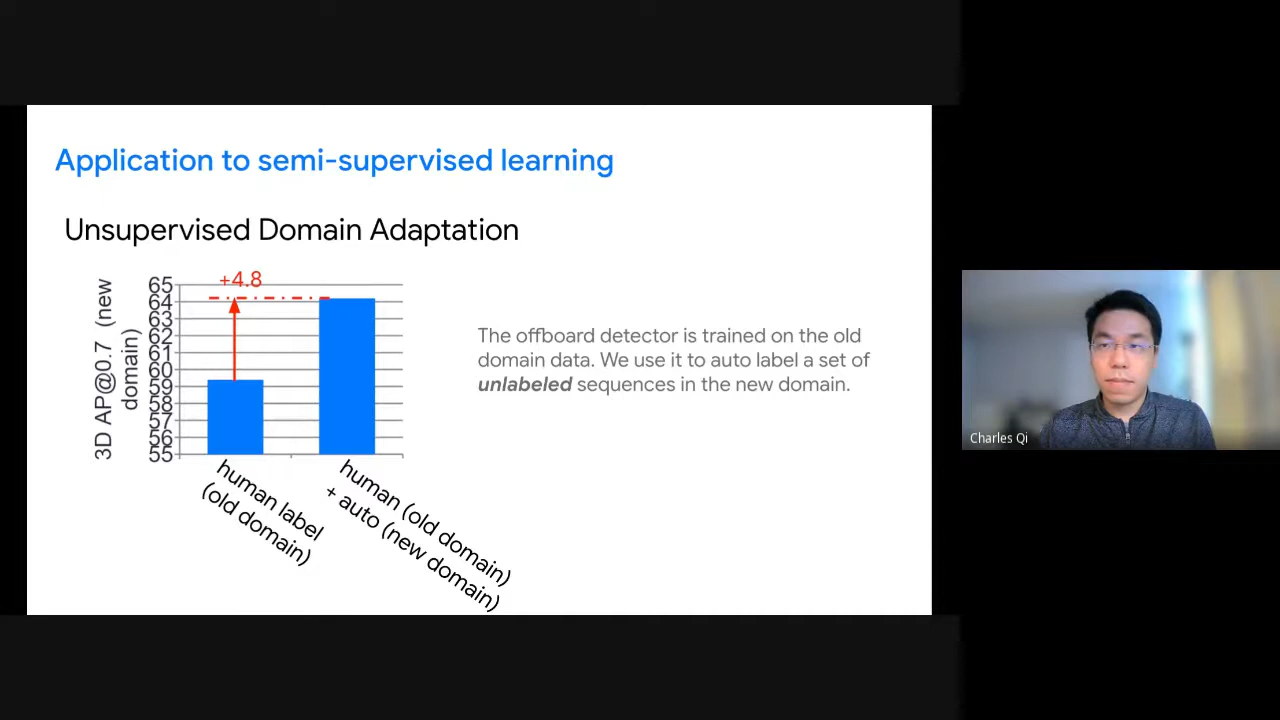 Application to semi-supervised learning
Unsupervised Domain Adaptation
+4.8
65
64
63
62
61
60
59
58
57
56
55
3D AP@0.7 (new
domain)
human label
(old domain)
human (old domain)
+ auto (new domain)
The offboard detector is trained on the old
domain data. We use it to auto label a set of
unlabeled sequences in the new domain.
Charles Qi